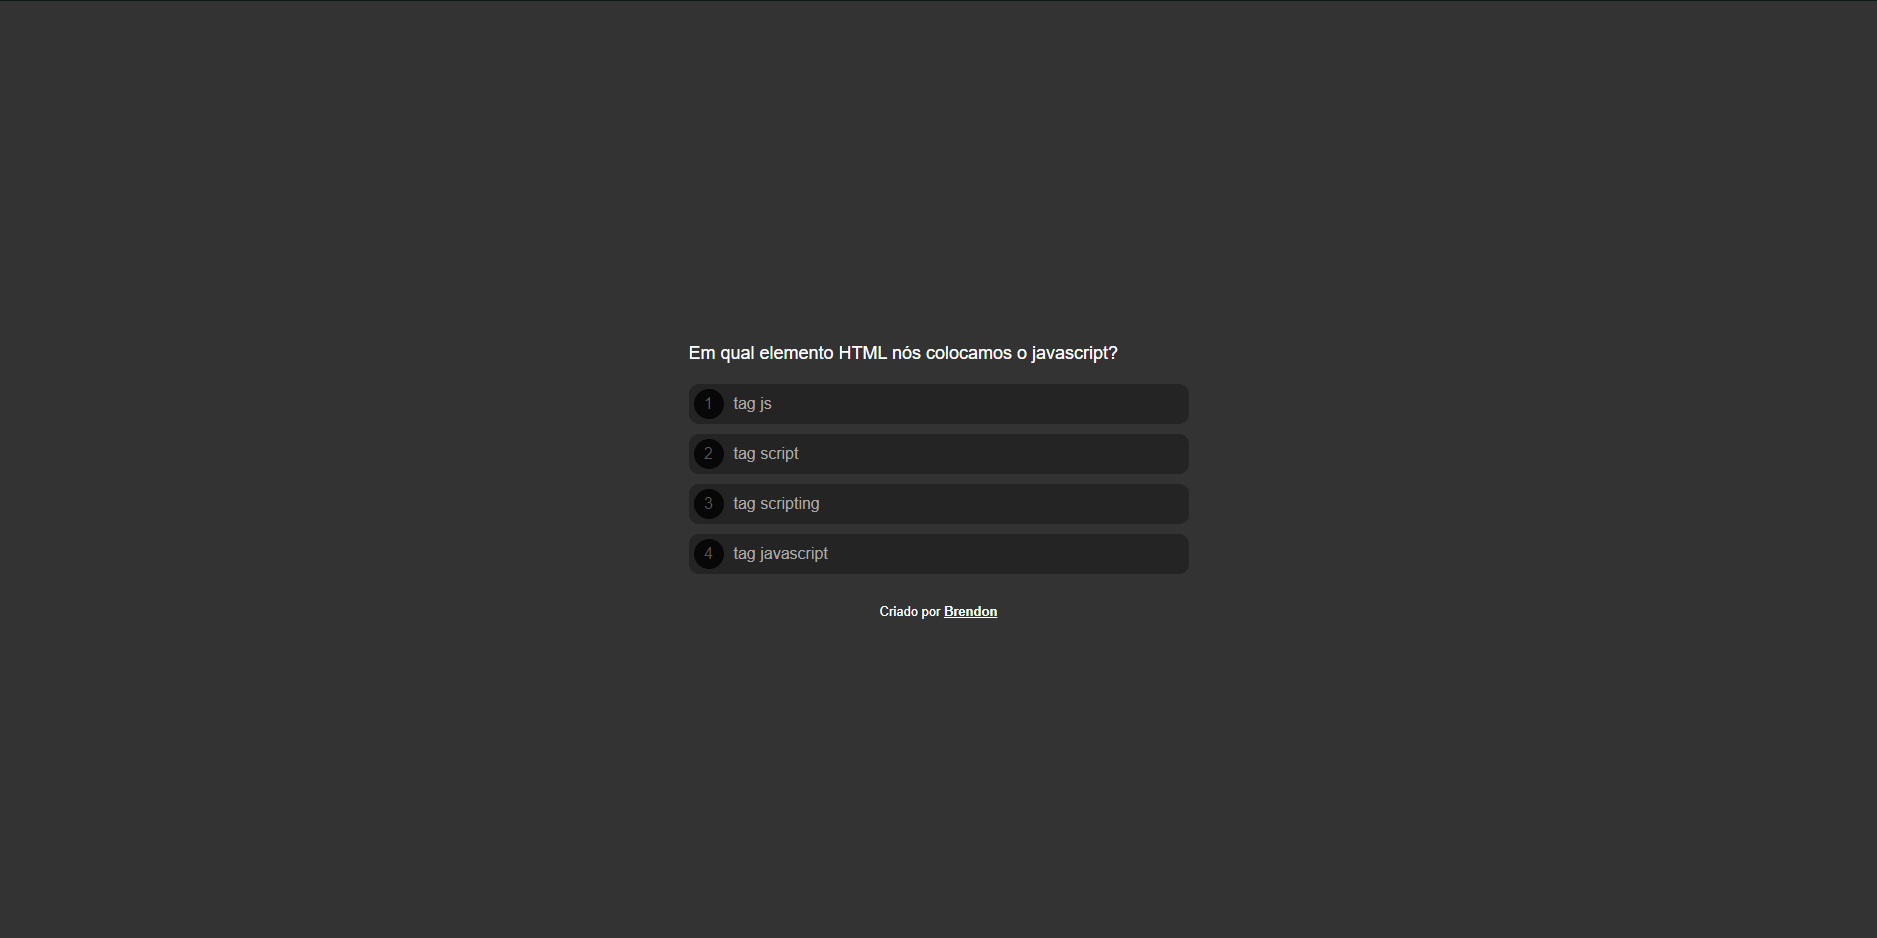 Em qual elemento HTML nós colocamos o javascript?
1 tag js
2 tag script
3 tag scripting
4 tag javascript
Criado por Brendon